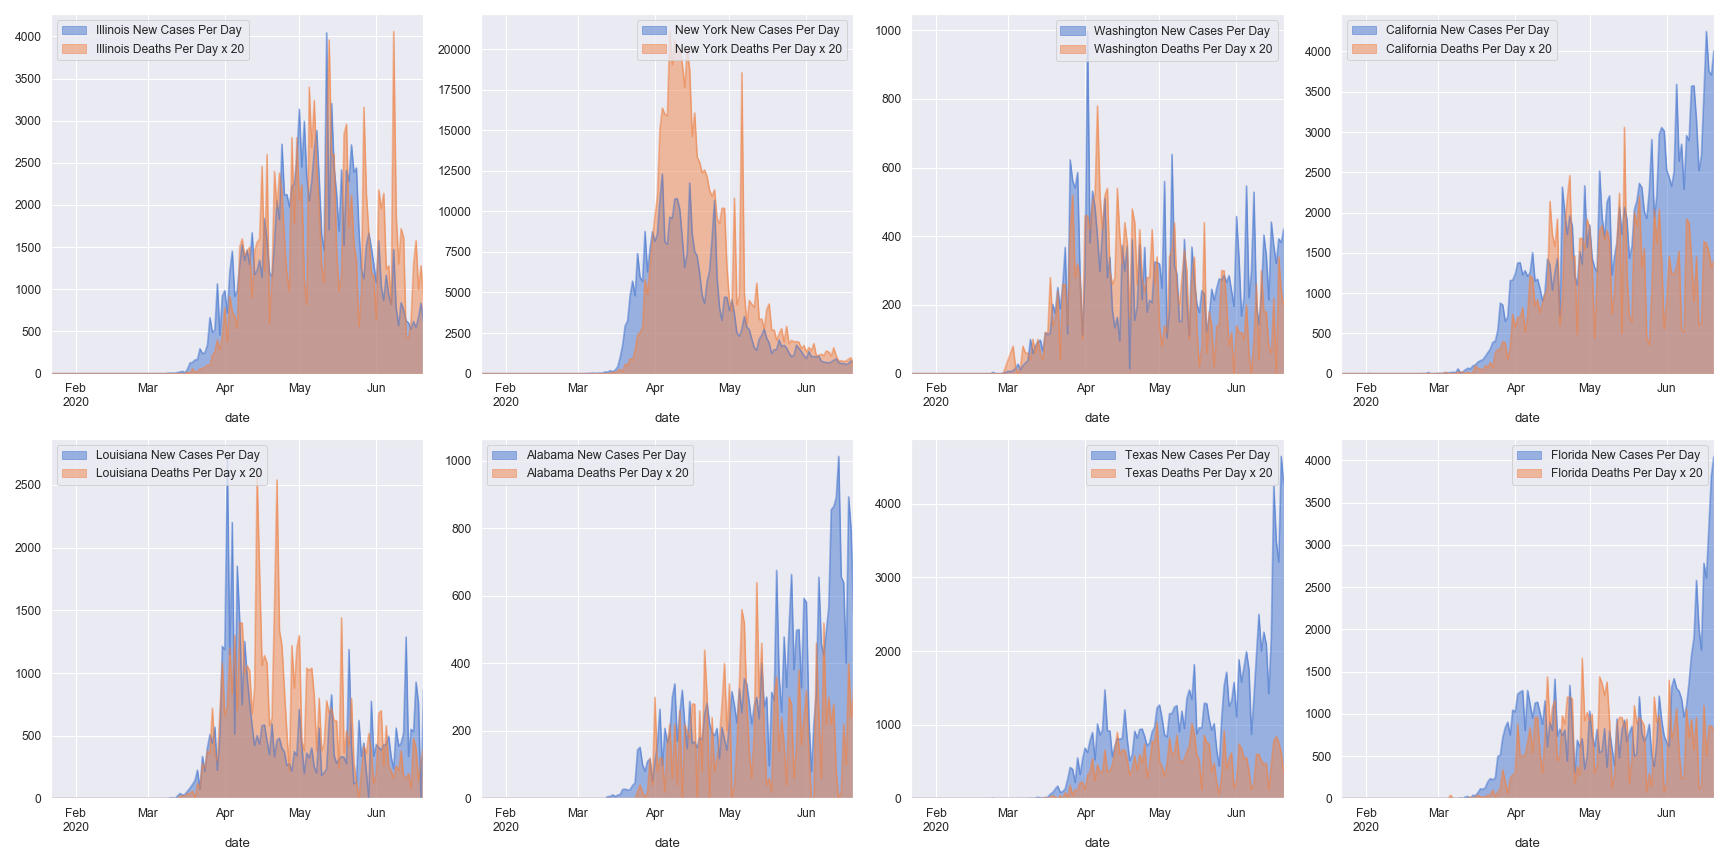 Illinois New Cases Per Day
Illinois Deaths Per Day x 20
4000
3500
3000
2500
2000
1500
1000
500
0
Feb
2020
Mar
Apr
May
Jun
date
New York New Cases Per Day
New York Deaths Per Day x 20
20000
17500
15000
12500
10000
7500
5000
2500
0
Feb
2020
Mar
Apr
May
Jun
date
Washington New Cases Per Day
Washington Deaths Per Day x 20
1000
800
600
400
200
0
Feb
2020
Mar
Apr
May
Jun
date
California New Cases Per Day
California Deaths Per Day x 20
4000
3500
3000
2500
2000
1500
1000
500
0
Feb
2020
Mar
Apr
May
Jun
date
Louisiana New Cases Per Day
Louisiana Deaths Per Day x 20
2500
2000
1500
1000
500
0
Feb
2020
Mar
Apr
May
Jun
date
Alabama New Cases Per Day
Alabama Deaths Per Day x 20
1000
800
600
400
200
0
Feb
2020
Mar
Apr
May
Jun
date
Texas New Cases Per Day
Texas Deaths Per Day x 20
4000
3000
2000
1000
0
Feb
2020
Mar
Apr
May
Jun
date
Florida New Cases Per Day
Florida Deaths Per Day x 20
4000
3500
3000
2500
2000
1500
1000
500
0
Feb
2020
Mar
Apr
May
Jun
date